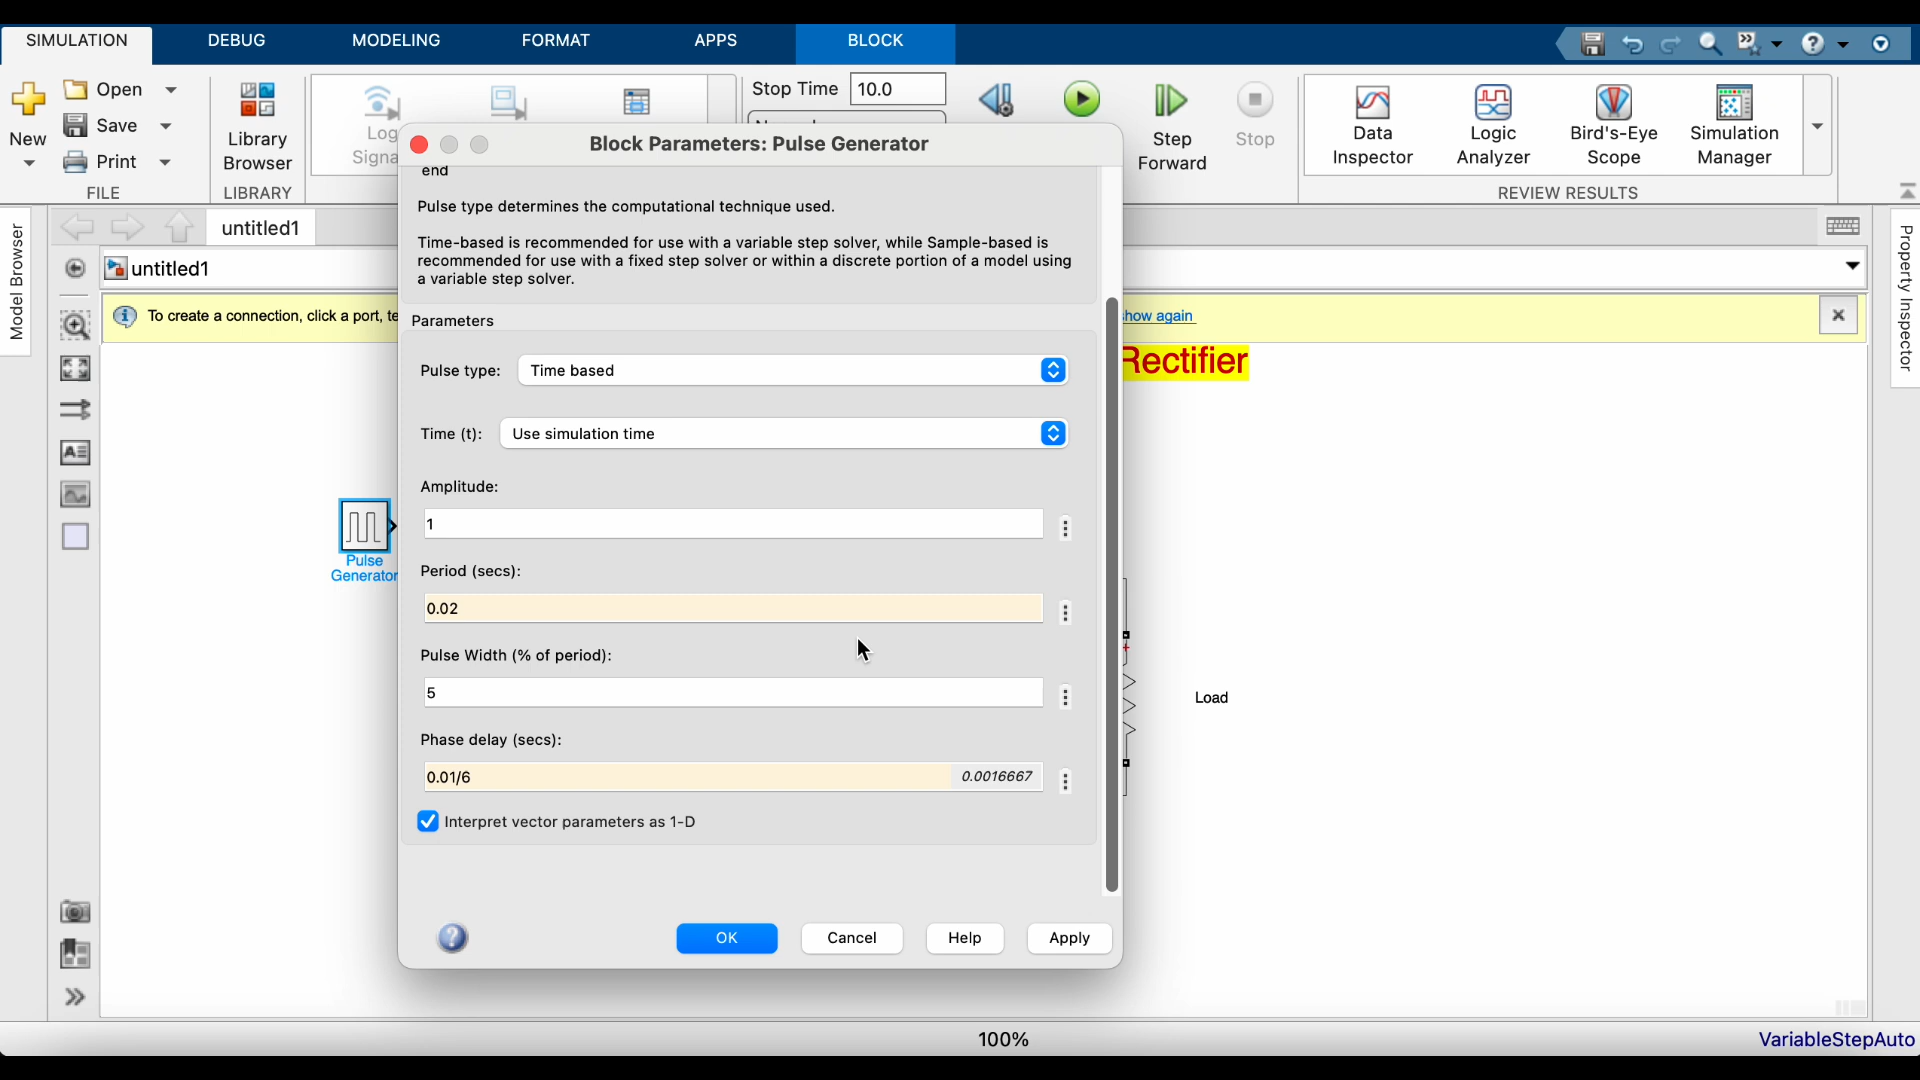 SIMULATION DEBUG MODELING FORMAT APPS BLOCK
New
Open
Save
Print
FILE
Library
Browser
LIBRARY
Log
Signa
Stop Time 10.0
Step
Forward
Stop
Data
Inspector
Logic
Analyzer
Bird's-Eye
Scope
Simulation
Manager
REVIEW RESULTS
Model Browser
untitled1
untitled1
To create a connection, click a port, te
how again
Property Inspector
Rectifier
Pulse
Generator
Load
Block Parameters: Pulse Generator
end
Pulse type determines the computational technique used.
Time-based is recommended for use with a variable step solver, while Sample-based is
recommended for use with a fixed step solver or within a discrete portion of a model using
a variable step solver.
Parameters
Pulse type: Time based
Time (t): Use simulation time
Amplitude:
1
Period (secs):
0.02
Pulse Width (% of period):
5
Phase delay (secs):
0.01/6 0.0016667
Interpret vector parameters as 1-D
OK Cancel Help Apply
100%
VariableStepAuto